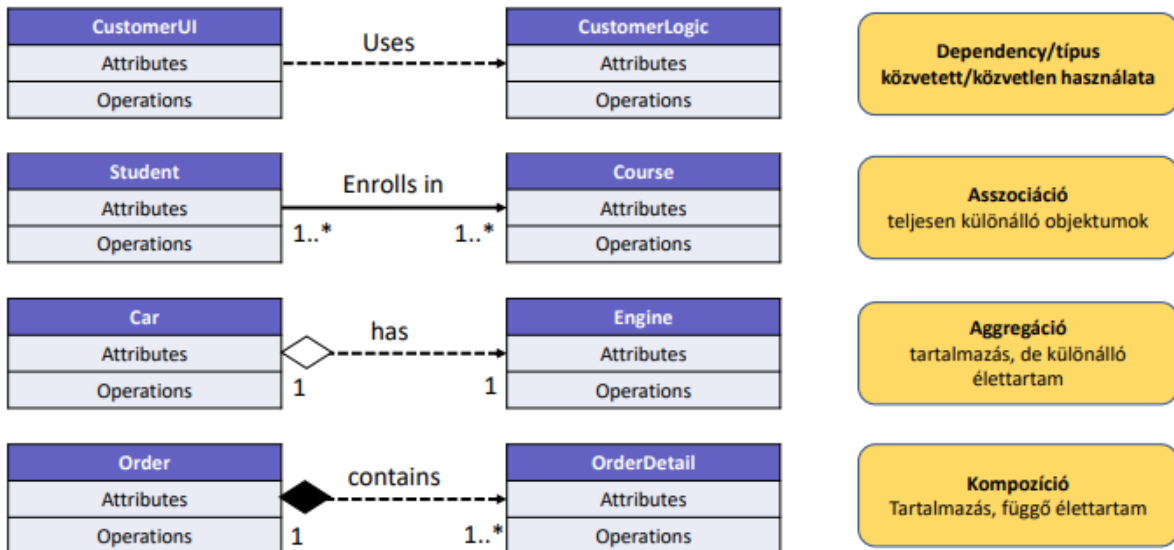 CustomerUI
Attributes
Operations
Uses
CustomerLogic
Attributes
Operations
Dependency/típus
közvetett/közvetlen használata
Student
Attributes
Operations
Enrolls in
1..*
1..*
Course
Attributes
Operations
Asszociáció
teljesen különálló objektumok
Car
Attributes
Operations
has
1
1
Engine
Attributes
Operations
Aggregáció
tartalmazás, de különálló
élettartam
Order
Attributes
Operations
contains
1
1..*
OrderDetail
Attributes
Operations
Kompozíció
Tartalmazás, függő élettartam